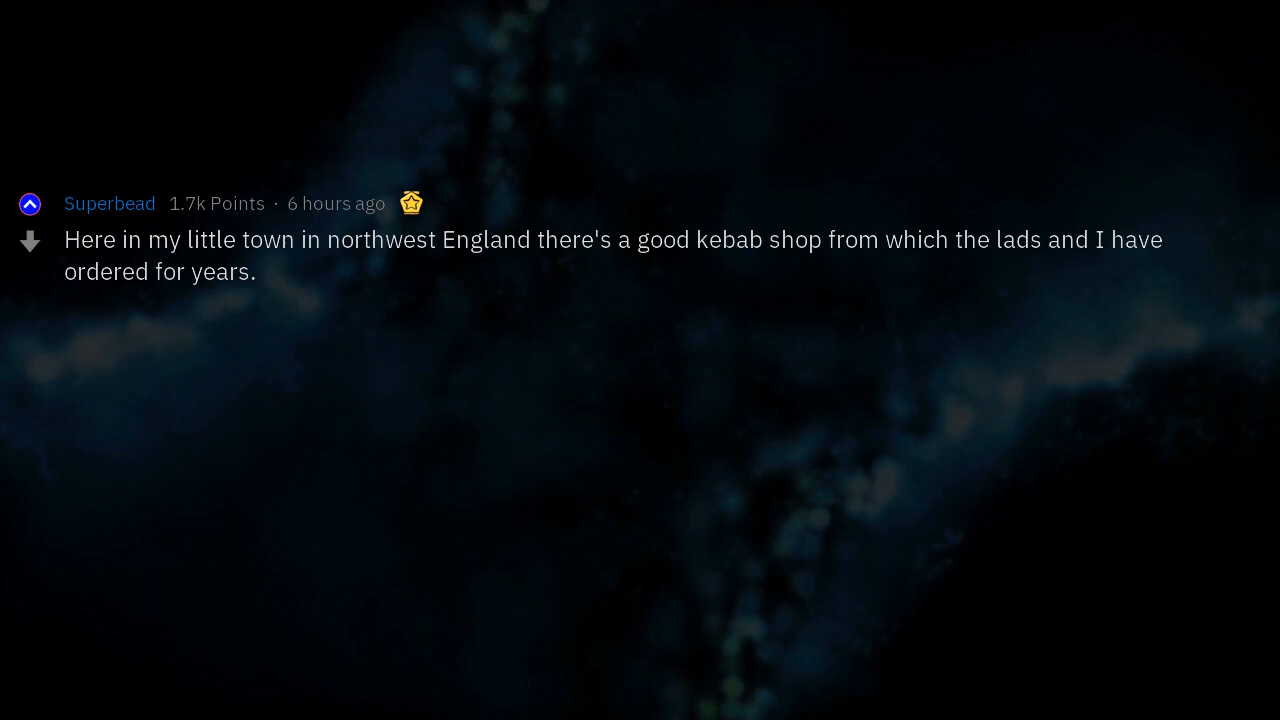 Superbead 1.7k Points · 6 hours ago
Here in my little town in northwest England there's a good kebab shop from which the lads and I have
ordered for years.